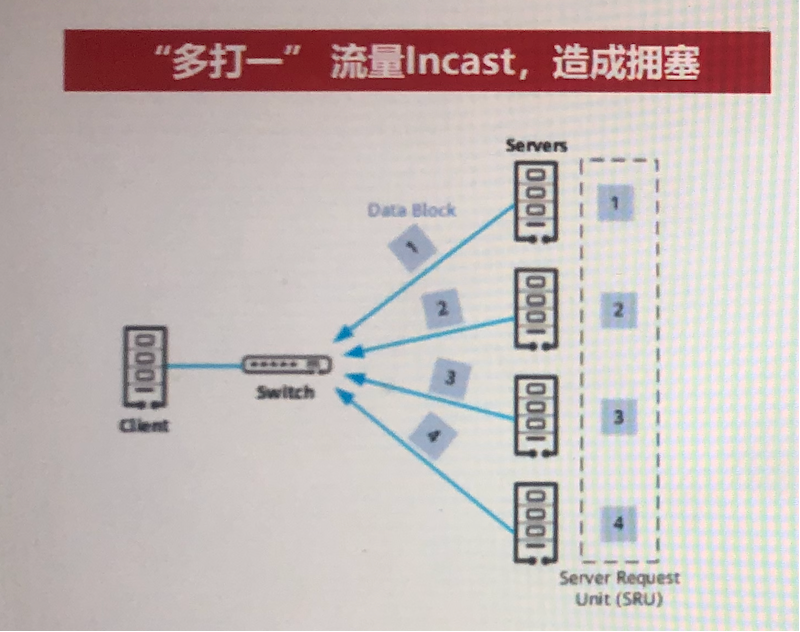 “多打一” 流量Incast，造成拥塞
Servers
1
Data Block
1
2
2
3
3
4
4
Switch
Client
Server Request
Unit (SRU)